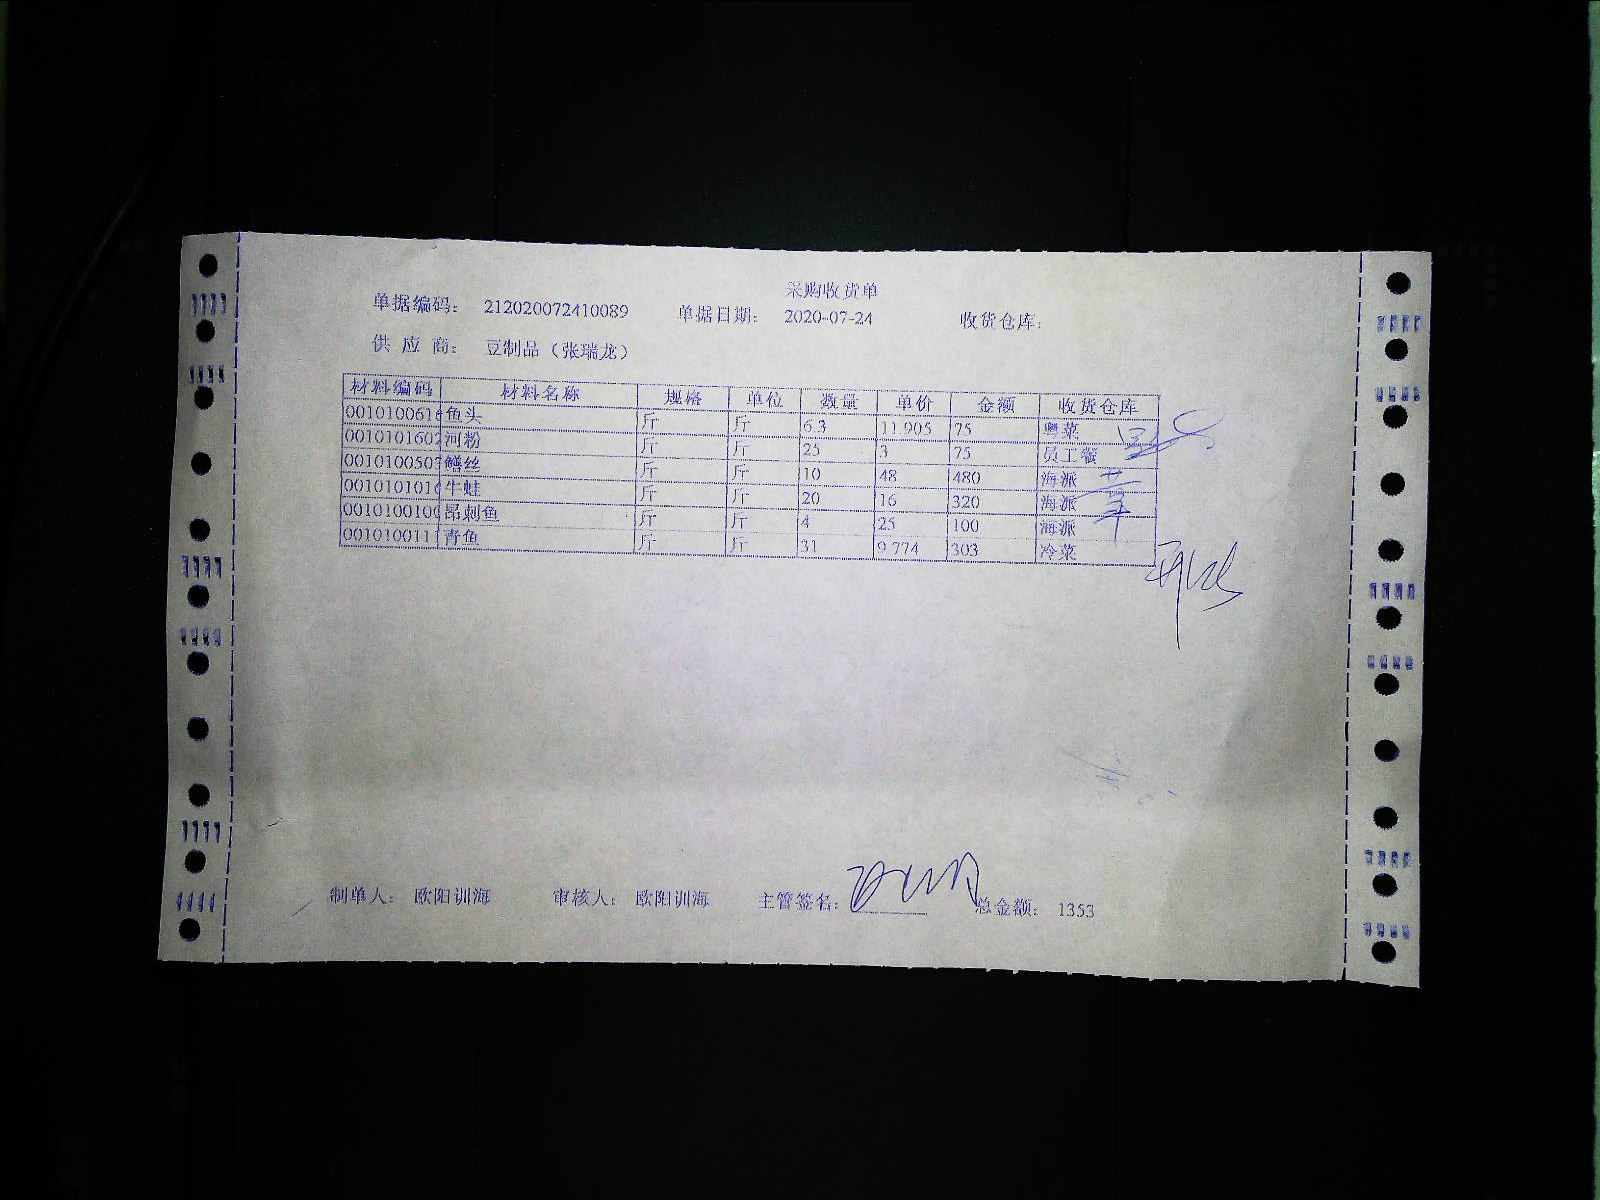 采购收货单
单据编码： 212020072410089 单据日期： 2020-07-24 收货仓库：
供 应 商： 豆制品（张瑞龙）
材料编码 材料名称 规格 单位 数量 单价 金额 收货仓库
0010100614 鱼头 斤 斤 6.3 11.905 75 粤菜
0010101602 河粉 斤 斤 25 3 75 员工餐
0010100503 鳝丝 斤 斤 10 48 480 海派
0010101010 牛蛙 斤 斤 20 16 320 海派
0010100100 昂刺鱼 斤 斤 4 25 100 海派
001010011 青鱼 斤 斤 31 9.774 303 冷菜
制单人： 欧阳训海 审核人： 欧阳训海 主管签名： 总金额： 1353